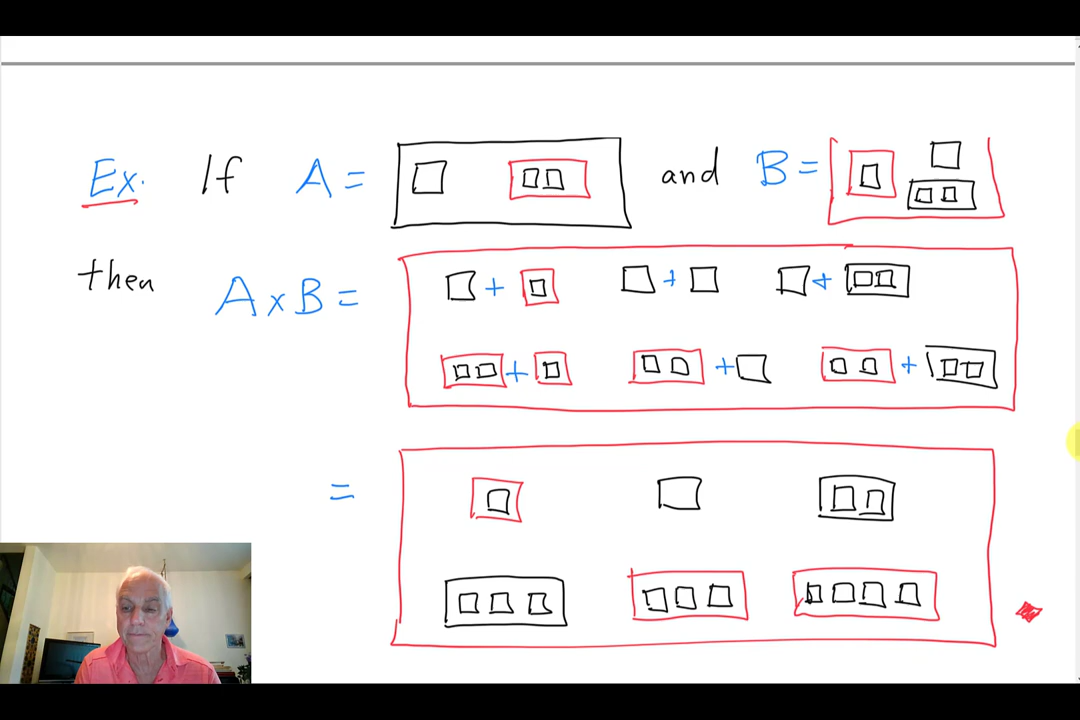 Ex. If A = □ □□ and B = □ □ □□
then A × B = □ + □ □ + □ □ + □□
□□ + □ □□ + □ □□ + □□
= □ □ □□
□□□ □□□ □□□□